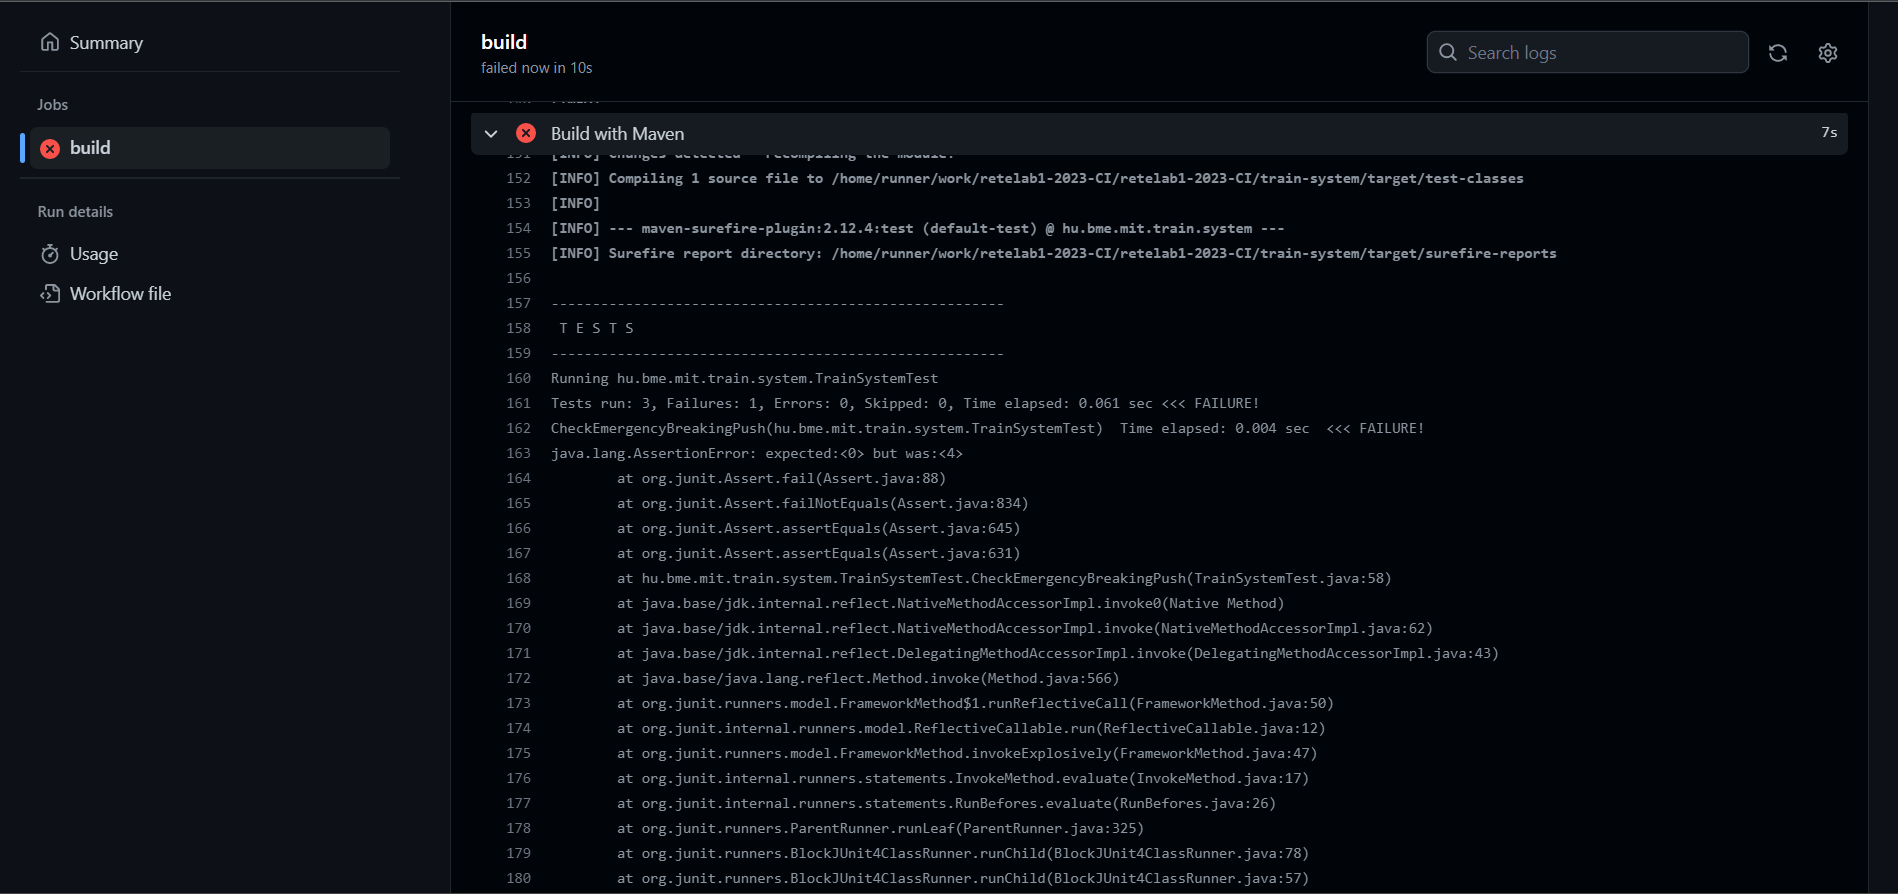 Summary
Jobs
build
Run details
Usage
Workflow file
build
failed now in 10s
Search logs
Build with Maven
7s
151 [INFO] Changes detected - recompiling the module!
152 [INFO] Compiling 1 source file to /home/runner/work/retelab1-2023-CI/retelab1-2023-CI/train-system/target/test-classes
153 [INFO]
154 [INFO] --- maven-surefire-plugin:2.12.4:test (default-test) @ hu.bme.mit.train.system ---
155 [INFO] Surefire report directory: /home/runner/work/retelab1-2023-CI/retelab1-2023-CI/train-system/target/surefire-reports
156
157 -------------------------------------------------------
158 T E S T S
159 -------------------------------------------------------
160 Running hu.bme.mit.train.system.TrainSystemTest
161 Tests run: 3, Failures: 1, Errors: 0, Skipped: 0, Time elapsed: 0.061 sec <<< FAILURE!
162 CheckEmergencyBreakingPush(hu.bme.mit.train.system.TrainSystemTest)  Time elapsed: 0.004 sec  <<< FAILURE!
163 java.lang.AssertionError: expected:<0> but was:<4>
164 at org.junit.Assert.fail(Assert.java:88)
165 at org.junit.Assert.failNotEquals(Assert.java:834)
166 at org.junit.Assert.assertEquals(Assert.java:645)
167 at org.junit.Assert.assertEquals(Assert.java:631)
168 at hu.bme.mit.train.system.TrainSystemTest.CheckEmergencyBreakingPush(TrainSystemTest.java:58)
169 at java.base/jdk.internal.reflect.NativeMethodAccessorImpl.invoke0(Native Method)
170 at java.base/jdk.internal.reflect.NativeMethodAccessorImpl.invoke(NativeMethodAccessorImpl.java:62)
171 at java.base/jdk.internal.reflect.DelegatingMethodAccessorImpl.invoke(DelegatingMethodAccessorImpl.java:43)
172 at java.base/java.lang.reflect.Method.invoke(Method.java:566)
173 at org.junit.runners.model.FrameworkMethod$1.runReflectiveCall(FrameworkMethod.java:50)
174 at org.junit.internal.runners.model.ReflectiveCallable.run(ReflectiveCallable.java:12)
175 at org.junit.runners.model.FrameworkMethod.invokeExplosively(FrameworkMethod.java:47)
176 at org.junit.internal.runners.statements.InvokeMethod.evaluate(InvokeMethod.java:17)
177 at org.junit.internal.runners.statements.RunBefores.evaluate(RunBefores.java:26)
178 at org.junit.runners.ParentRunner.runLeaf(ParentRunner.java:325)
179 at org.junit.runners.BlockJUnit4ClassRunner.runChild(BlockJUnit4ClassRunner.java:78)
180 at org.junit.runners.BlockJUnit4ClassRunner.runChild(BlockJUnit4ClassRunner.java:57)